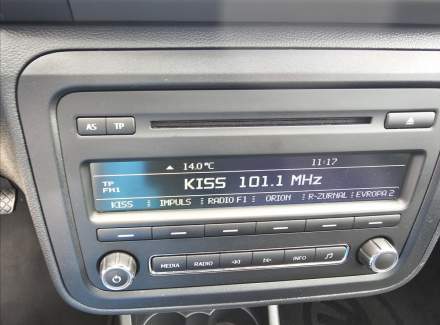 AS TP
14.0°C 11:17
TP
FM1
KISS 101.1 MHz
KISS IMPULS RADIO F1 ORION R-ZURNAL EVROPA 2
MEDIA RADIO INFO